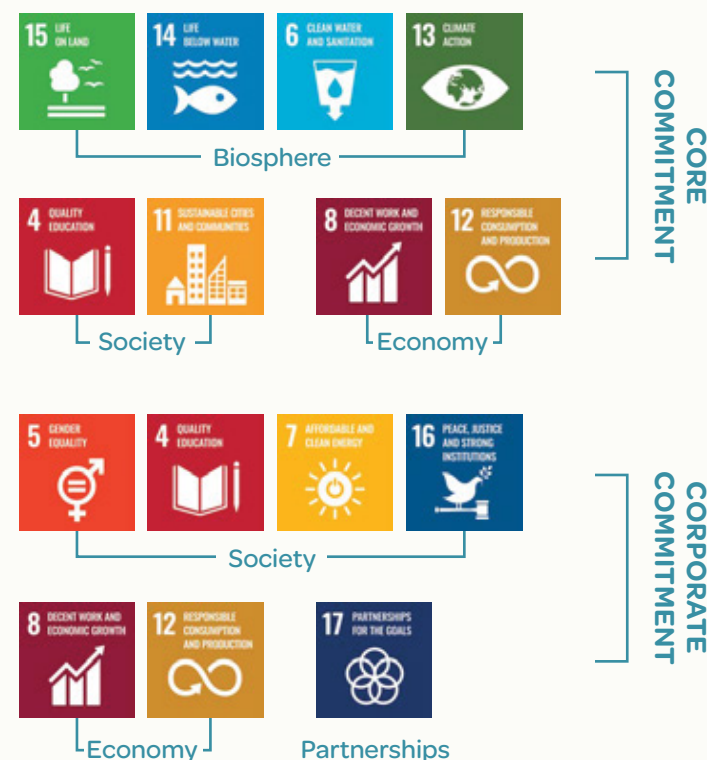 15 LIFE
ON LAND
14 LIFE
BELOW WATER
6 CLEAN WATER
AND SANITATION
13 CLIMATE
ACTION
Biosphere
CORE
COMMITMENT
4 QUALITY
EDUCATION
11 SUSTAINABLE CITIES
AND COMMUNITIES
8 DECENT WORK AND
ECONOMIC GROWTH
12 RESPONSIBLE
CONSUMPTION
AND PRODUCTION
Society
Economy
5 GENDER
EQUALITY
4 QUALITY
EDUCATION
7 AFFORDABLE AND
CLEAN ENERGY
16 PEACE, JUSTICE
AND STRONG
INSTITUTIONS
Society
CORPORATE
COMMITMENT
8 DECENT WORK AND
ECONOMIC GROWTH
12 RESPONSIBLE
CONSUMPTION
AND PRODUCTION
17 PARTNERSHIPS
FOR THE GOALS
Economy
Partnerships